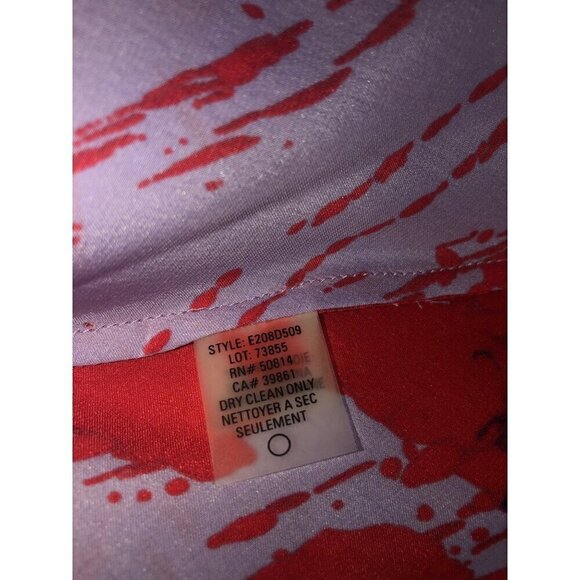 STYLE: E208D509
LOT: 73855
RN# 50814
CA# 39861
DRY CLEAN ONLY
NETTOYER A SEC
SEULEMENT